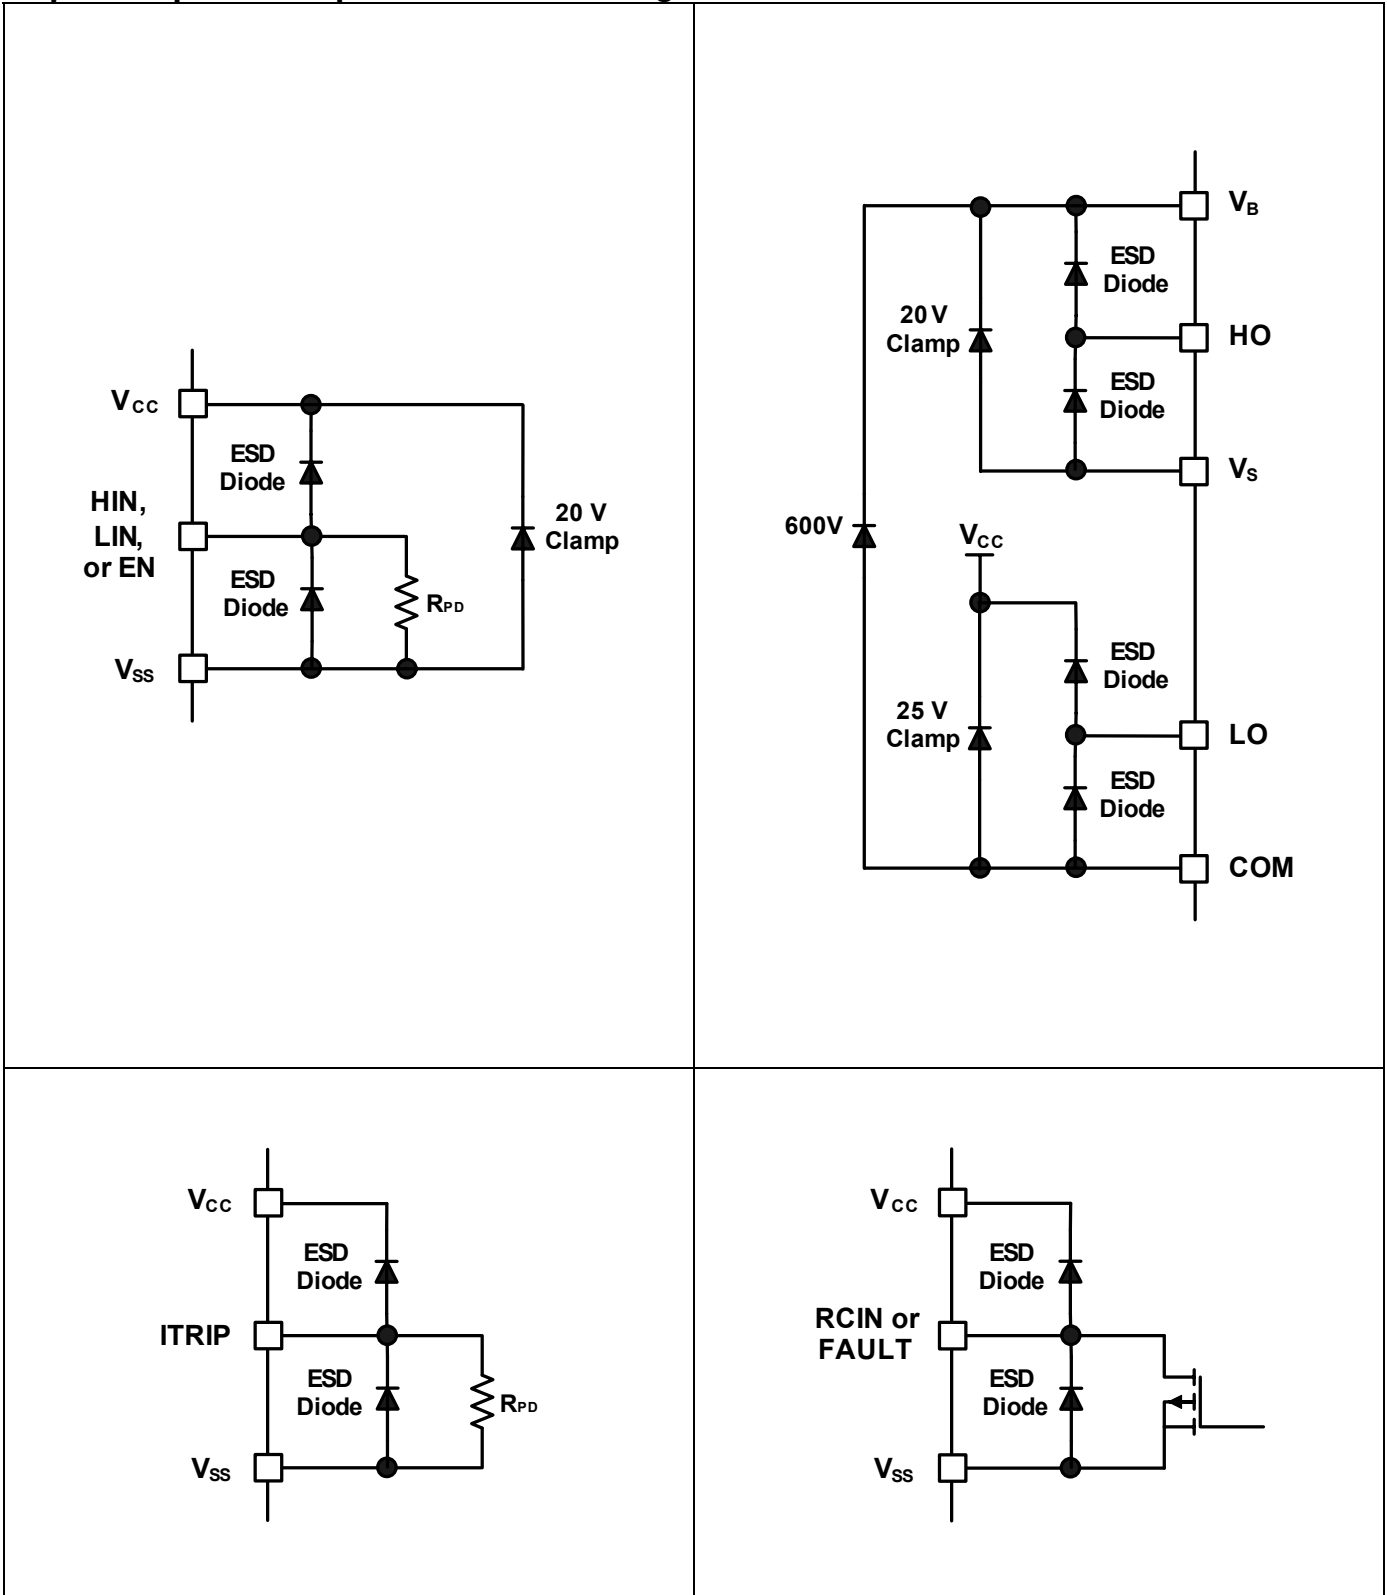 VCC
ESD
Diode
HIN,
LIN,
or EN
ESD
Diode
RPD
20 V
Clamp
VSS
VB
ESD
Diode
20 V
Clamp
HO
ESD
Diode
VS
600V
VCC
ESD
Diode
25 V
Clamp
LO
ESD
Diode
COM
VCC
ESD
Diode
ITRIP
ESD
Diode
RPD
VSS
VCC
ESD
Diode
RCIN or
FAULT
ESD
Diode
VSS